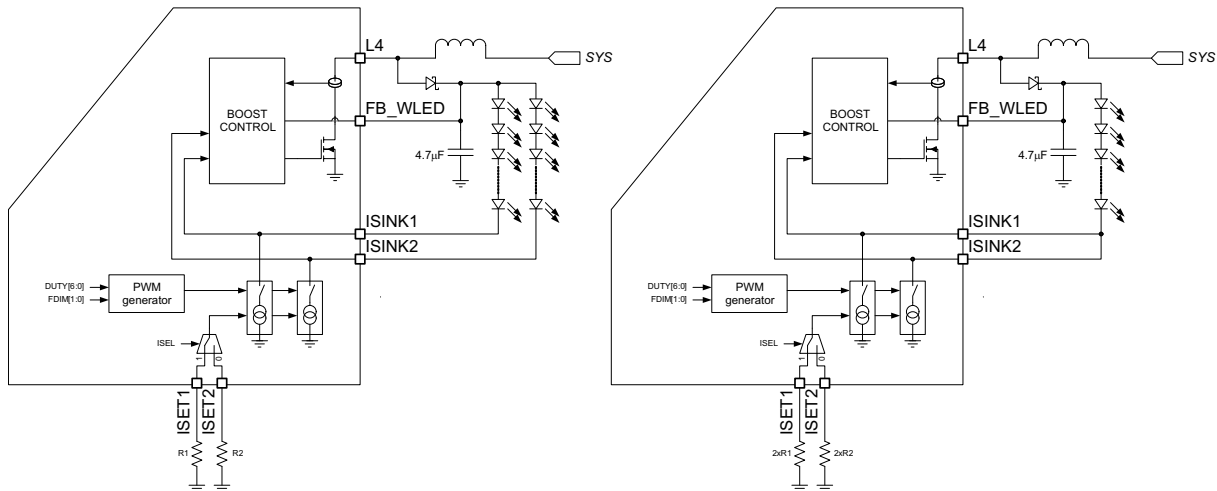 L4
SYS
BOOST
CONTROL
FB_WLED
4.7µF
ISINK1
ISINK2
DUTY[6:0]
FDIM[1:0]
PWM
generator
ISEL
1
0
ISET1
ISET2
R1
R2
L4
SYS
BOOST
CONTROL
FB_WLED
4.7µF
ISINK1
ISINK2
DUTY[6:0]
FDIM[1:0]
PWM
generator
ISEL
1
0
ISET1
ISET2
2xR1
2xR2